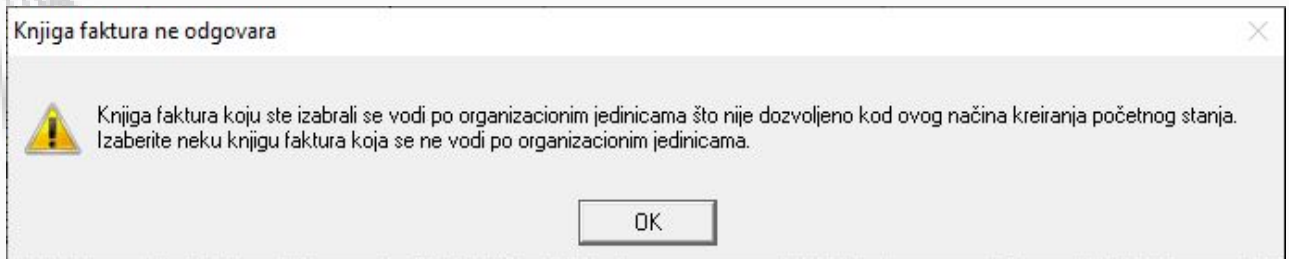 Knjiga faktura ne odgovara
Knjiga faktura koju ste izabrali se vodi po organizacionim jedinicama što nije dozvoljeno kod ovog načina kreiranja početnog stanja.
Izaberite neku knjigu faktura koja se ne vodi po organizacionim jedinicama.
OK